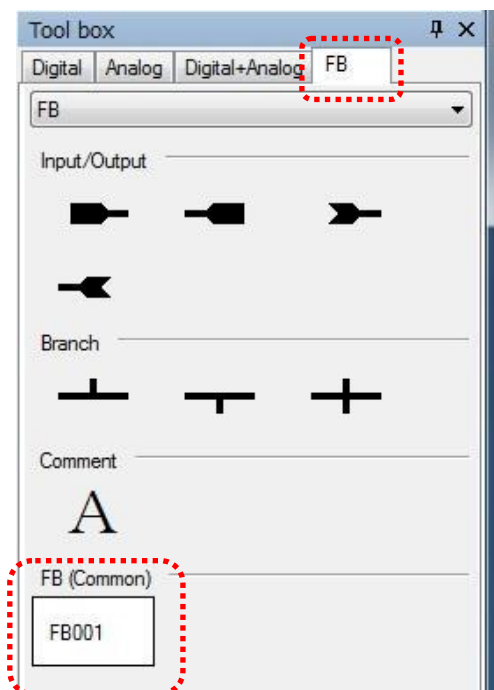 Tool box
Digital Analog Digital+Analog FB
FB
Input/Output
Branch
Comment
A
FB (Common)
FB001